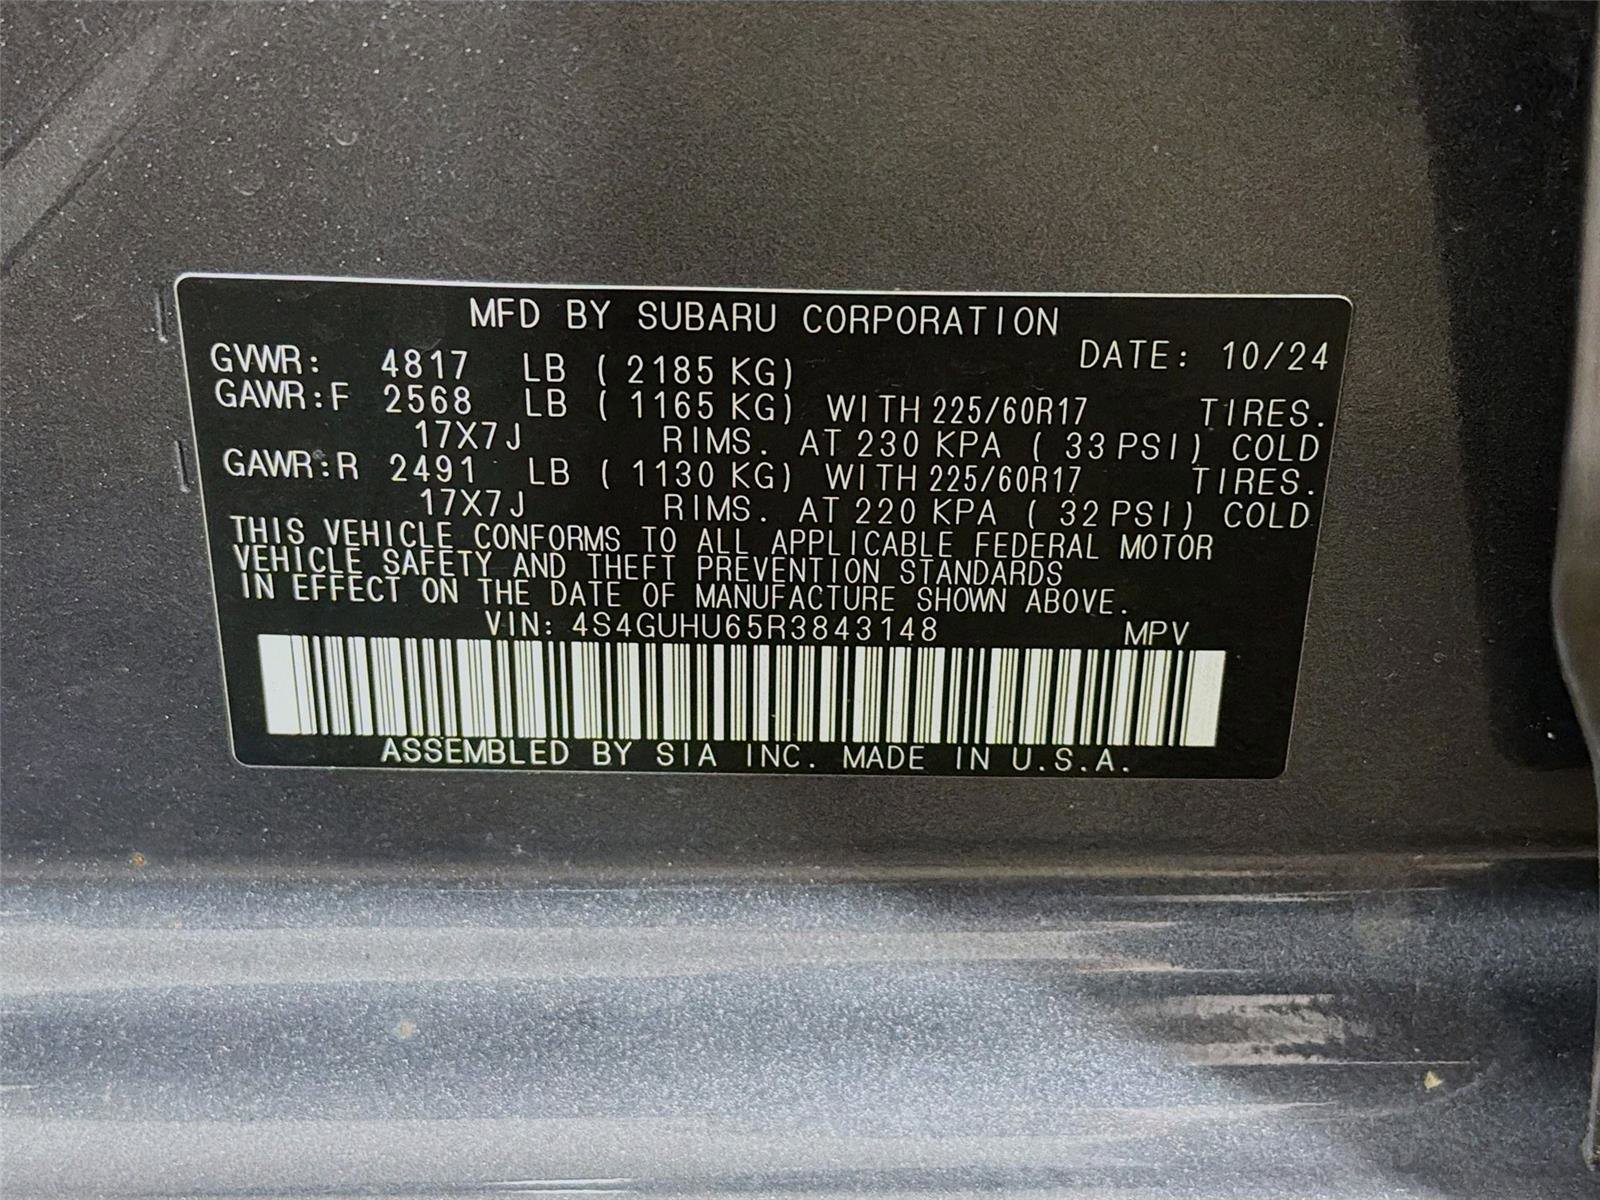 MFD BY SUBARU CORPORATION
DATE: 10/24
GVWR: 4817 LB ( 2185 KG)
GAWR:F 2568 LB ( 1165 KG) WITH 225/60R17 TIRES.
17X7J RIMS. AT 230 KPA ( 33 PSI) COLD
GAWR:R 2491 LB ( 1130 KG) WITH 225/60R17 TIRES.
17X7J RIMS. AT 220 KPA ( 32 PSI) COLD
THIS VEHICLE CONFORMS TO ALL APPLICABLE FEDERAL MOTOR
VEHICLE SAFETY AND THEFT PREVENTION STANDARDS
IN EFFECT ON THE DATE OF MANUFACTURE SHOWN ABOVE.
VIN: 4S4GUHU65R3843148 MPV
ASSEMBLED BY SIA INC. MADE IN U.S.A.